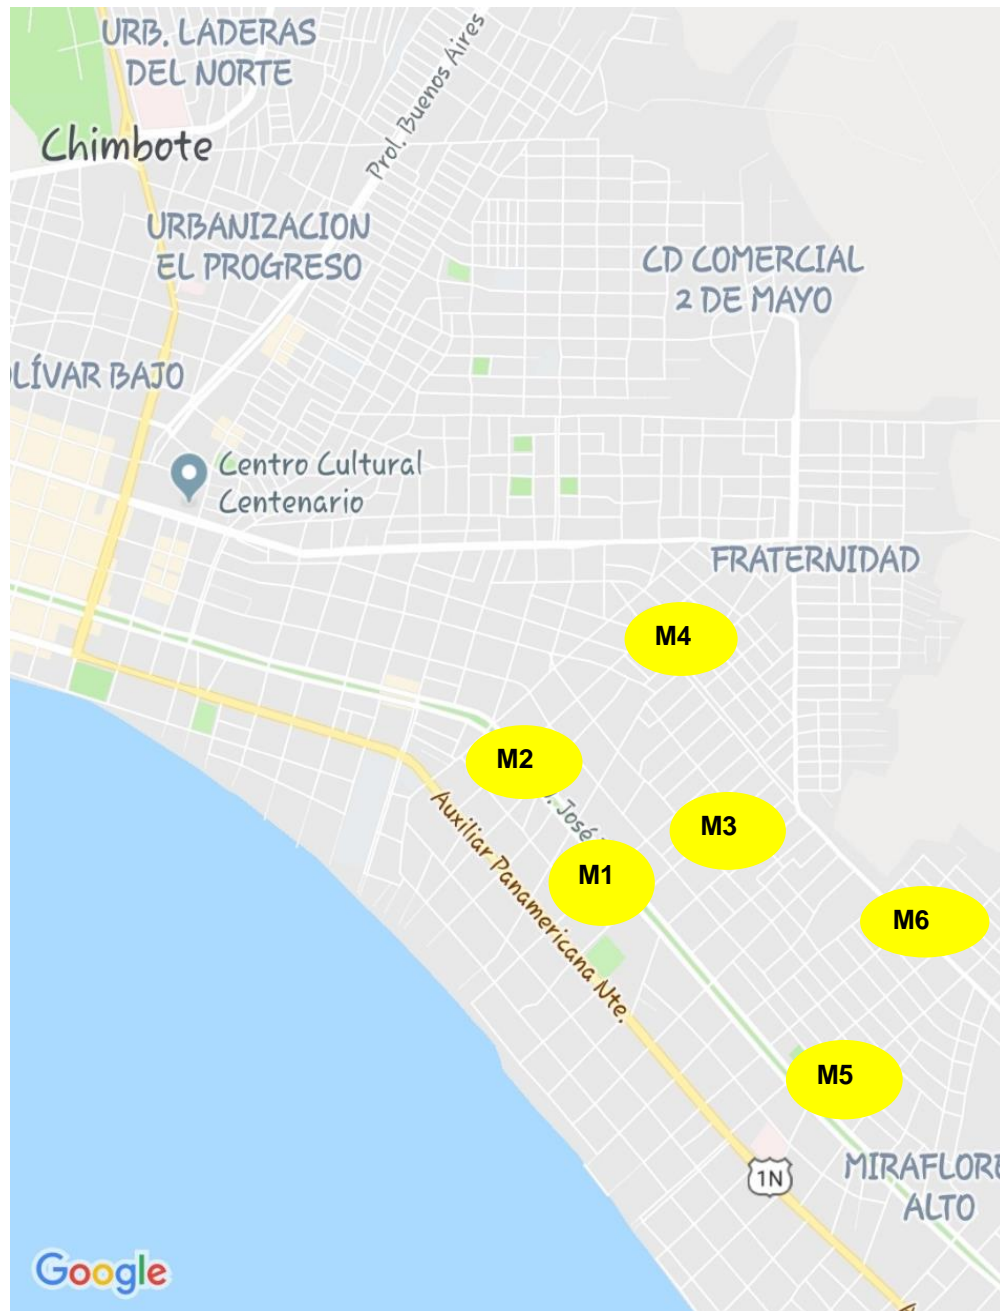 URB. LADERAS
DEL NORTE
Prol. Buenos Aires
Chimbote
URBANIZACION
EL PROGRESO
CD COMERCIAL
2 DE MAYO
LÍVAR BAJO
Centro Cultural
Centenario
FRATERNIDAD
M4
M2
José
M3
Auxiliar Panamericana Nte.
M1
M6
M5
1N
MIRAFLORE
ALTO
Google